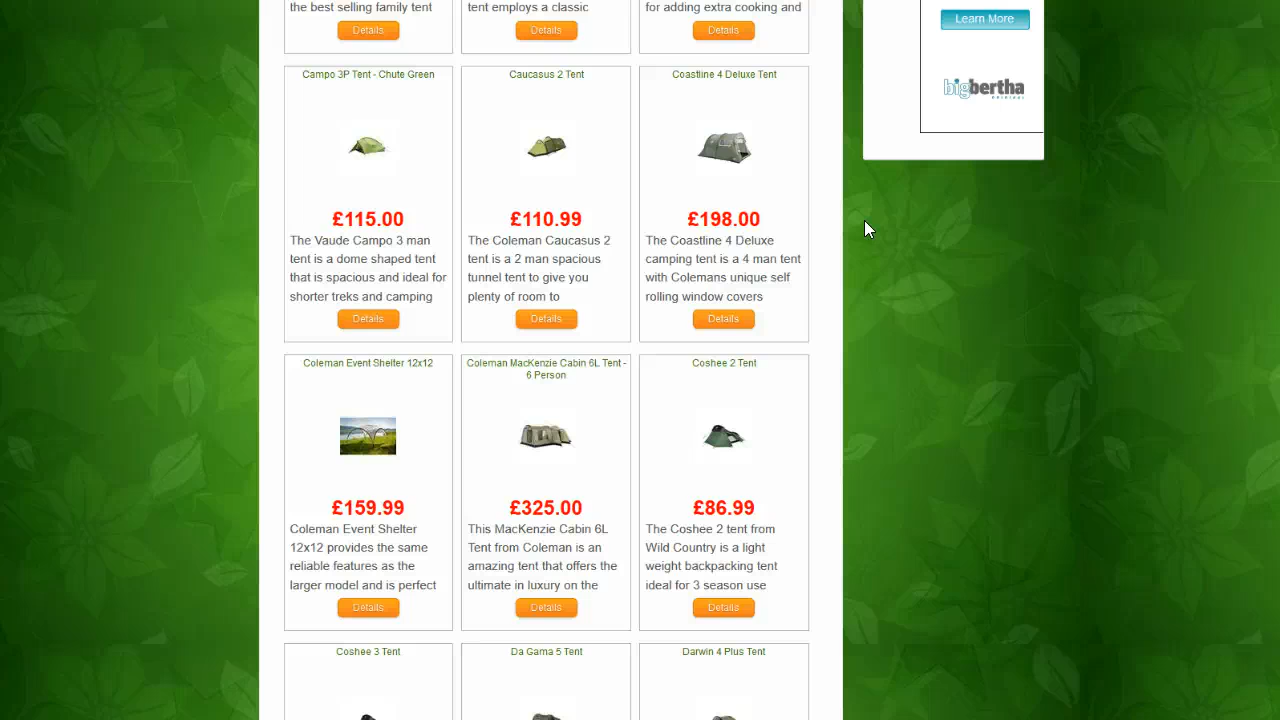 the best selling family tent
tent employs a classic
for adding extra cooking and
Details
Details
Details
Learn More
bigbertha
ORIGINAL
Campo 3P Tent - Chute Green
Caucasus 2 Tent
Coastline 4 Deluxe Tent
£115.00
£110.99
£198.00
The Vaude Campo 3 man
tent is a dome shaped tent
that is spacious and ideal for
shorter treks and camping
The Coleman Caucasus 2
tent is a 2 man spacious
tunnel tent to give you
plenty of room to
The Coastline 4 Deluxe
camping tent is a 4 man tent
with Colemans unique self
rolling window covers
Details
Details
Details
Coleman Event Shelter 12x12
Coleman MacKenzie Cabin 6L Tent -
6 Person
Coshee 2 Tent
£159.99
£325.00
£86.99
Coleman Event Shelter
12x12 provides the same
reliable features as the
larger model and is perfect
This MacKenzie Cabin 6L
Tent from Coleman is an
amazing tent that offers the
ultimate in luxury on the
The Coshee 2 tent from
Wild Country is a light
weight backpacking tent
ideal for 3 season use
Details
Details
Details
Coshee 3 Tent
Da Gama 5 Tent
Darwin 4 Plus Tent